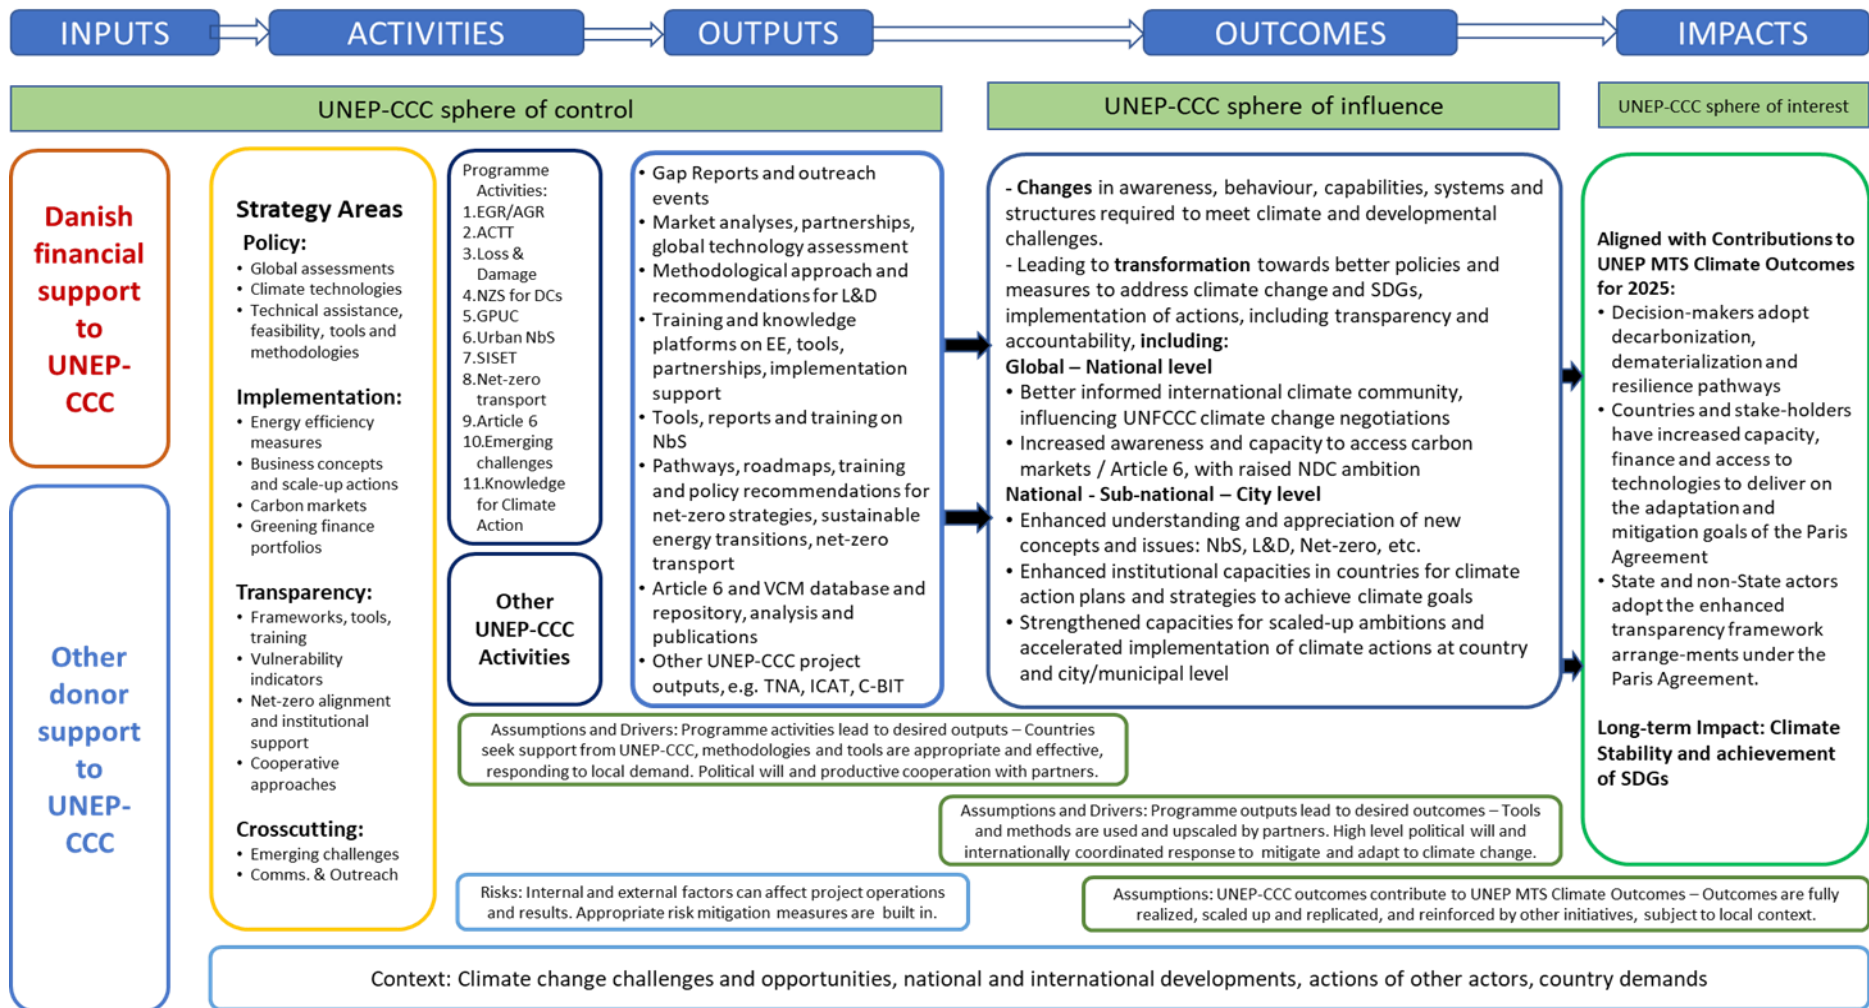 INPUTS
ACTIVITIES
OUTPUTS
OUTCOMES
IMPACTS
UNEP-CCC sphere of control
UNEP-CCC sphere of influence
UNEP-CCC sphere of interest
Danish
financial
support
to
UNEP-
CCC
Other
donor
support
to
UNEP-
CCC
Strategy Areas
Policy:
• Global assessments
• Climate technologies
• Technical assistance,
feasibility, tools and
methodologies
Implementation:
• Energy efficiency
measures
• Business concepts
and scale-up actions
• Carbon markets
• Greening finance
portfolios
Transparency:
• Frameworks, tools,
training
• Vulnerability
indicators
• Net-zero alignment
and institutional
support
• Cooperative
approaches
Crosscutting:
• Emerging challenges
• Comms. & Outreach
Programme
Activities:
1.EGR/AGR
2.ACTT
3.Loss &
Damage
4.NZS for DCs
5.GPUC
6.Urban NbS
7.SISET
8.Net-zero
transport
9.Article 6
10.Emerging
challenges
11.Knowledge
for Climate
Action
Other
UNEP-CCC
Activities
• Gap Reports and outreach
events
• Market analyses, partnerships,
global technology assessment
• Methodological approach and
recommendations for L&D
• Training and knowledge
platforms on EE, tools,
partnerships, implementation
support
• Tools, reports and training on
NbS
• Pathways, roadmaps, training
and policy recommendations for
net-zero strategies, sustainable
energy transitions, net-zero
transport
• Article 6 and VCM database and
repository, analysis and
publications
• Other UNEP-CCC project
outputs, e.g. TNA, ICAT, C-BIT
- Changes in awareness, behaviour, capabilities, systems and
structures required to meet climate and developmental
challenges.
- Leading to transformation towards better policies and
measures to address climate change and SDGs,
implementation of actions, including transparency and
accountability, including:
Global – National level
• Better informed international climate community,
influencing UNFCCC climate change negotiations
• Increased awareness and capacity to access carbon
markets / Article 6, with raised NDC ambition
National - Sub-national – City level
• Enhanced understanding and appreciation of new
concepts and issues: NbS, L&D, Net-zero, etc.
• Enhanced institutional capacities in countries for climate
action plans and strategies to achieve climate goals
• Strengthened capacities for scaled-up ambitions and
accelerated implementation of climate actions at country
and city/municipal level
Aligned with Contributions to
UNEP MTS Climate Outcomes
for 2025:
• Decision-makers adopt
decarbonization,
dematerialization and
resilience pathways
• Countries and stake-holders
have increased capacity,
finance and access to
technologies to deliver on
the adaptation and
mitigation goals of the Paris
Agreement
• State and non-State actors
adopt the enhanced
transparency framework
arrange-ments under the
Paris Agreement.
Long-term Impact: Climate
Stability and achievement
of SDGs
Assumptions and Drivers: Programme activities lead to desired outputs – Countries
seek support from UNEP-CCC, methodologies and tools are appropriate and effective,
responding to local demand. Political will and productive cooperation with partners.
Assumptions and Drivers: Programme outputs lead to desired outcomes – Tools
and methods are used and upscaled by partners. High level political will and
internationally coordinated response to mitigate and adapt to climate change.
Risks: Internal and external factors can affect project operations
and results. Appropriate risk mitigation measures are built in.
Assumptions: UNEP-CCC outcomes contribute to UNEP MTS Climate Outcomes – Outcomes are fully
realized, scaled up and replicated, and reinforced by other initiatives, subject to local context.
Context: Climate change challenges and opportunities, national and international developments, actions of other actors, country demands